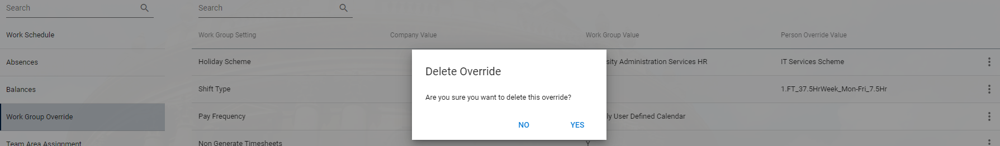 Search
Search
Work Schedule
Work Group Setting Company Value Work Group Value Person Override Value
Absences
Holiday Scheme sity Administration Services HR IT Services Scheme
Delete Override
Balances
Shift Type 1.FT_37.5HrWeek_Mon-Fri_7.5Hr
Are you sure you want to delete this override?
Work Group Override
Pay Frequency ly User Defined Calendar
NO YES
Team Area Assignment
Non Generate Timesheets Y